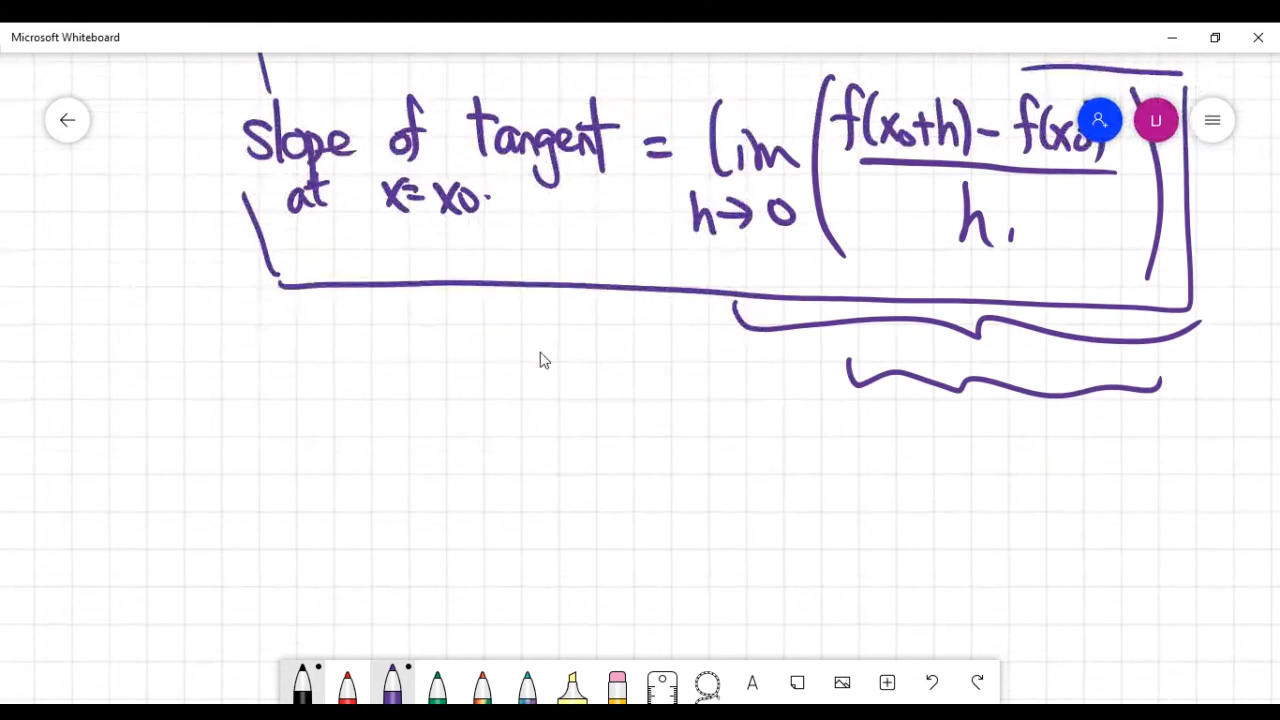 Microsoft Whiteboard
slope of tangent = lim ( f(x₀+h) - f(x₀)
at x=x₀. h→0 h. )
U
A